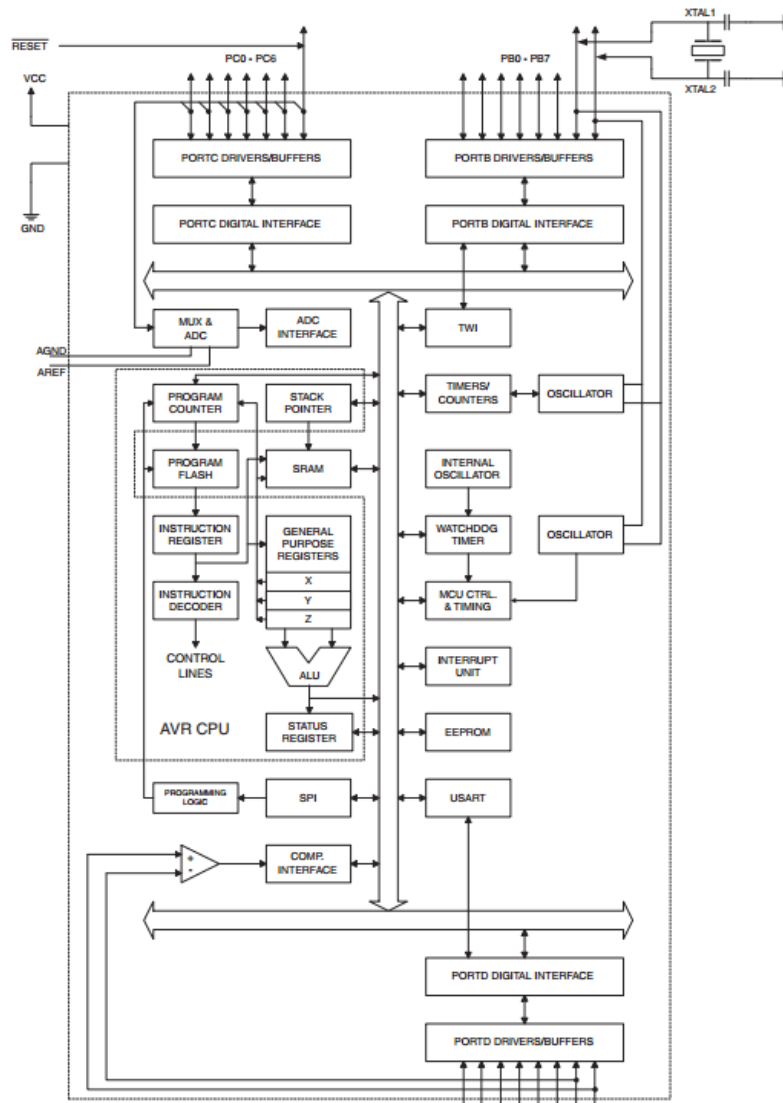 XTAL1
RESET
PC0 - PC6
PB0 - PB7
VCC
XTAL2
PORTC DRIVERS/BUFFERS
PORTB DRIVERS/BUFFERS
PORTC DIGITAL INTERFACE
PORTB DIGITAL INTERFACE
GND
MUX &
ADC
ADC
INTERFACE
TWI
AGND
AREF
PROGRAM
COUNTER
STACK
POINTER
TIMERS/
COUNTERS
OSCILLATOR
PROGRAM
FLASH
SRAM
INTERNAL
OSCILLATOR
INSTRUCTION
REGISTER
GENERAL
PURPOSE
REGISTERS
WATCHDOG
TIMER
OSCILLATOR
X
INSTRUCTION
DECODER
Y
MCU CTRL.
& TIMING
Z
CONTROL
LINES
ALU
INTERRUPT
UNIT
AVR CPU
STATUS
REGISTER
EEPROM
PROGRAMMING
LOGIC
SPI
USART
+
-
COMP.
INTERFACE
PORTD DIGITAL INTERFACE
PORTD DRIVERS/BUFFERS